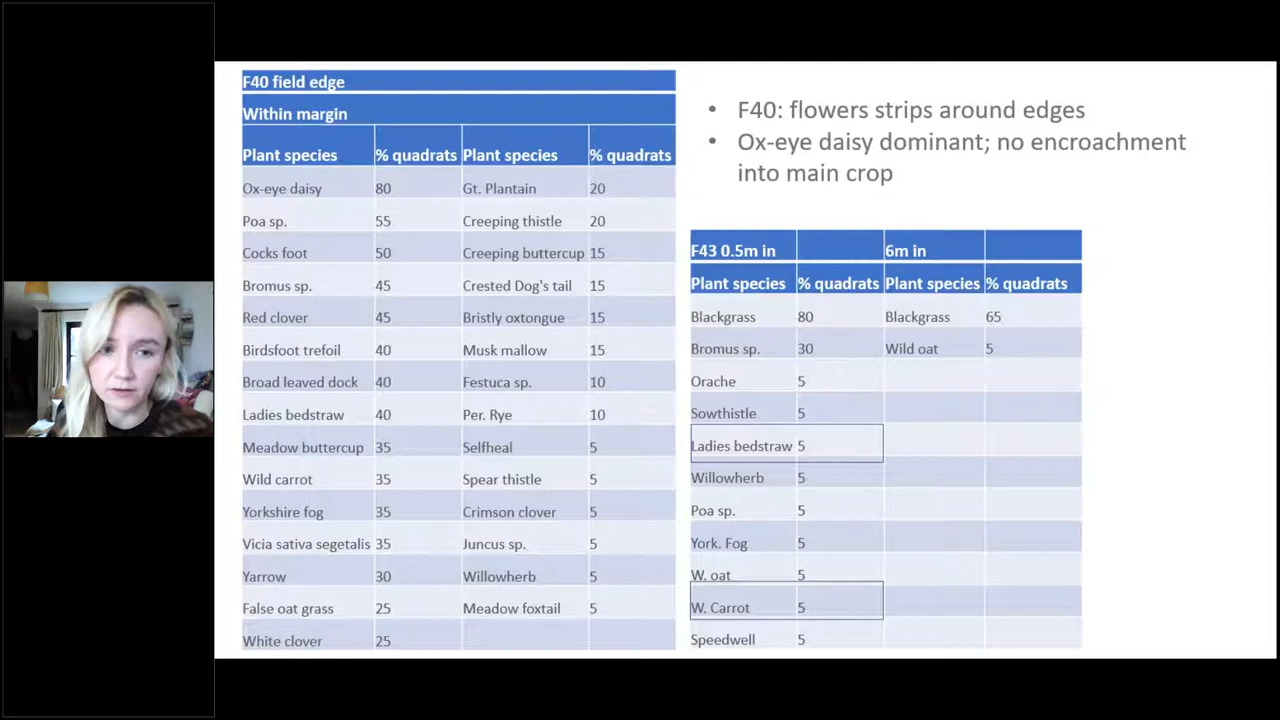 F40 field edge
Within margin
Plant species % quadrats Plant species % quadrats
Ox-eye daisy 80 Gt. Plantain 20
Poa sp. 55 Creeping thistle 20
Cocks foot 50 Creeping buttercup 15
Bromus sp. 45 Crested Dog's tail 15
Red clover 45 Bristly oxtongue 15
Birdsfoot trefoil 40 Musk mallow 15
Broad leaved dock 40 Festuca sp. 10
Ladies bedstraw 40 Per. Rye 10
Meadow buttercup 35 Selfheal 5
Wild carrot 35 Spear thistle 5
Yorkshire fog 35 Crimson clover 5
Vicia sativa segetalis 35 Juncus sp. 5
Yarrow 30 Willowherb 5
False oat grass 25 Meadow foxtail 5
White clover 25
• F40: flowers strips around edges
• Ox-eye daisy dominant; no encroachment
into main crop
F43 0.5m in 6m in
Plant species % quadrats Plant species % quadrats
Blackgrass 80 Blackgrass 65
Bromus sp. 30 Wild oat 5
Orache 5
Sowthistle 5
Ladies bedstraw 5
Willowherb 5
Poa sp. 5
York. Fog 5
W. oat 5
W. Carrot 5
Speedwell 5